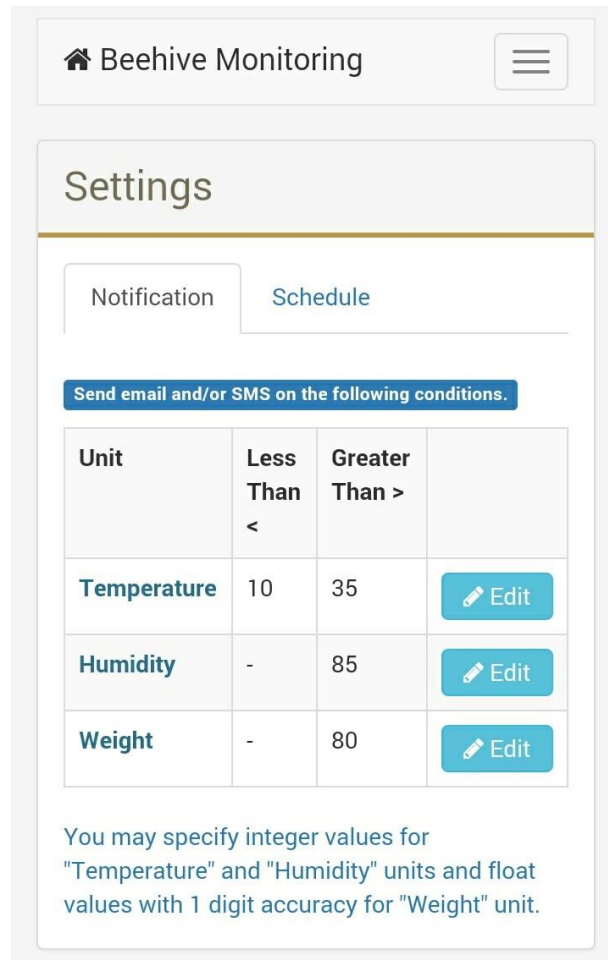 Beehive Monitoring
Settings
Notification Schedule
Send email and/or SMS on the following conditions.
Unit Less Than < Greater Than >
Temperature 10 35 Edit
Humidity - 85 Edit
Weight - 80 Edit
You may specify integer values for
"Temperature" and "Humidity" units and float
values with 1 digit accuracy for "Weight" unit.